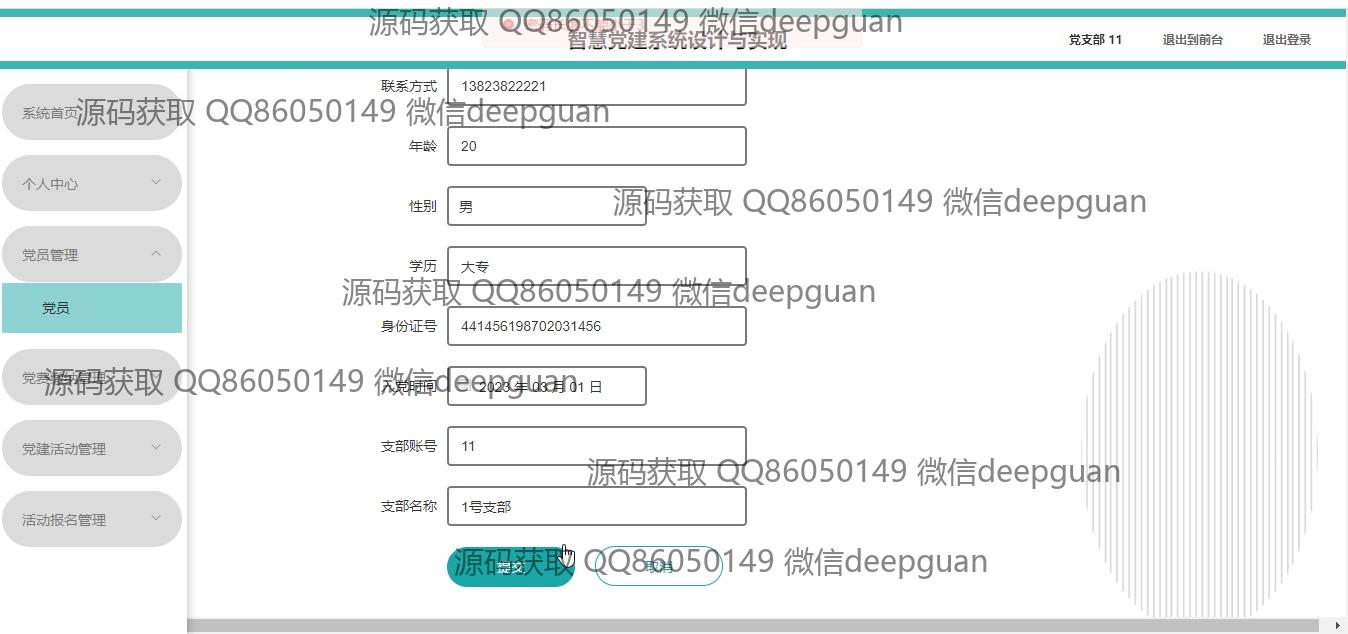 源码获取 QQ86050149 微信deepguan
智慧党建系统设计与实现
党支部 11
退出到前台
退出登录
系统首页
源码获取 QQ86050149 微信deepguan
联系方式 13823822221
个人中心
年龄 20
性别 男
源码获取 QQ86050149 微信deepguan
党员管理
学历 大专
源码获取 QQ86050149 微信deepguan
党员
身份证号 441456198702031456
源码获取 QQ86050149 微信deepguan
入党时间 2023 年 03 月 01 日
党建活动管理
支部账号 11
源码获取 QQ86050149 微信deepguan
支部名称 1号支部
活动报名管理
源码获取 QQ86050149 微信deepguan
提交
取消